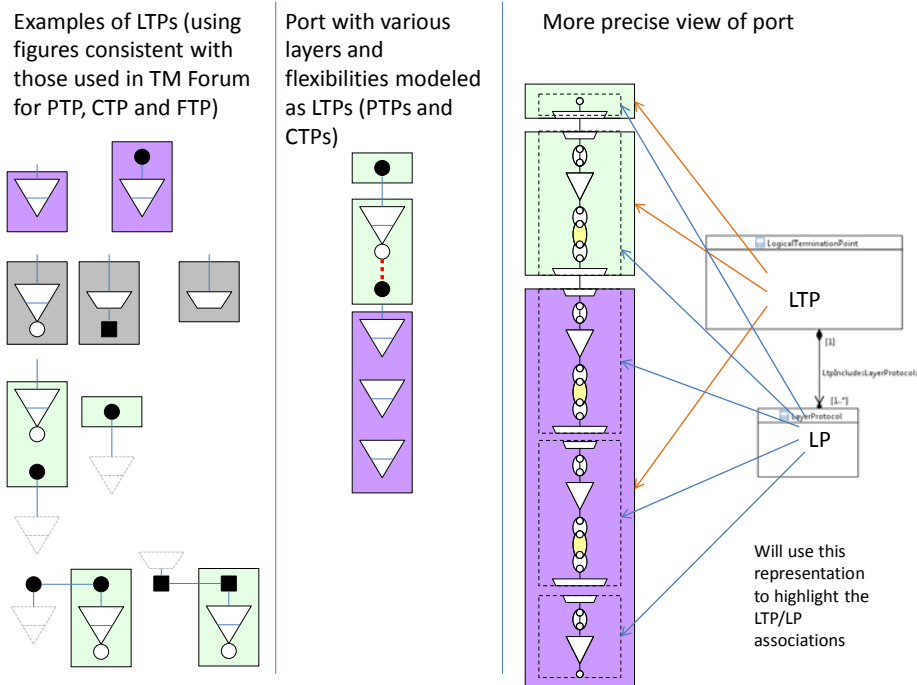 Examples of LTPs (using
figures consistent with
those used in TM Forum
for PTP, CTP and FTP)
Port with various
layers and
flexibilities modeled
as LTPs (PTPs and
CTPs)
More precise view of port
LogicalTerminationPoint
LTP
[1]
LtpIncludesLayerProtocols
[1..*]
LayerProtocol
LP
Will use this
representation
to highlight the
LTP/LP
associations